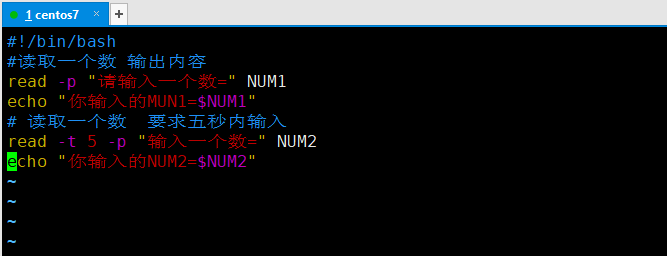 1 centos7 × +
#!/bin/bash
#读取一个数 输出内容
read -p "请输入一个数=" NUM1
echo "你输入的MUN1=$NUM1"
# 读取一个数  要求五秒内输入
read -t 5 -p "输入一个数=" NUM2
echo "你输入的NUM2=$NUM2"
~
~
~
~